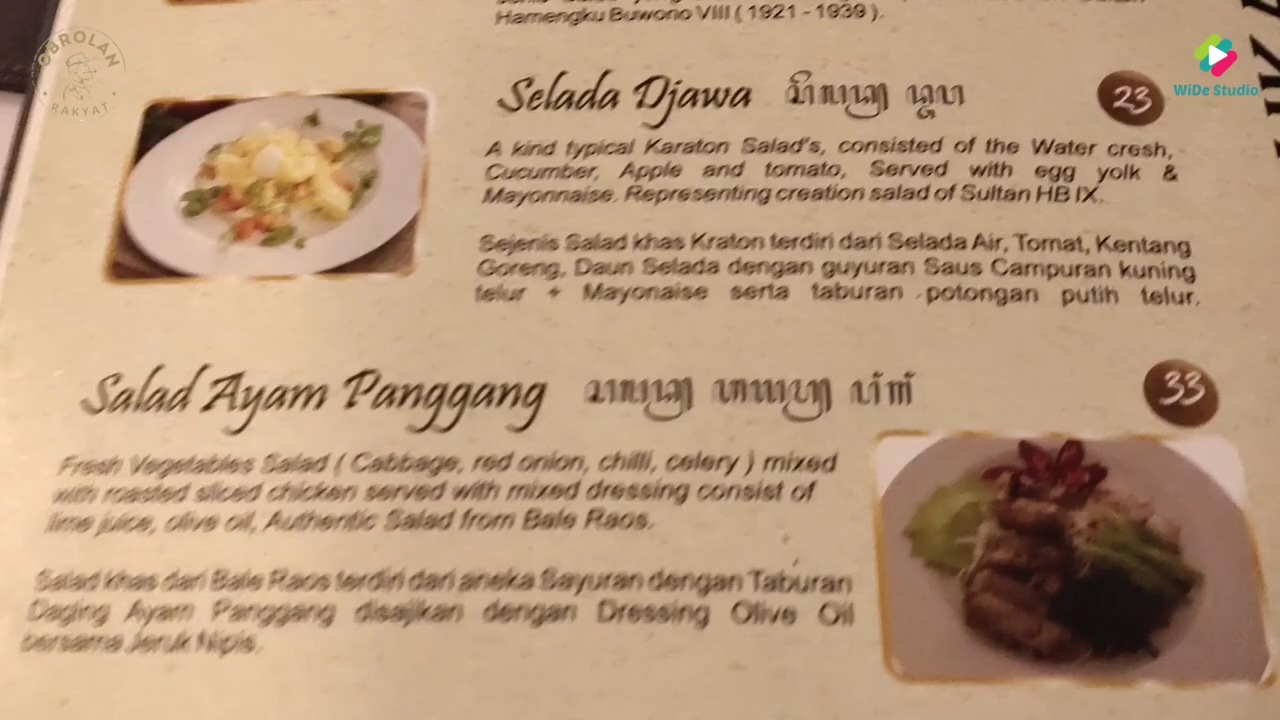 OBROLAN
RAKYAT
WiDe Studio
Hamengku Buwono VIII ( 1921 - 1939 ).
Selada Djawa
23
A kind typical Karaton Salad's, consisted of the Water cresh,
Cucumber, Apple and tomato, Served with egg yolk &
Mayonnaise. Representing creation salad of Sultan HB IX.
Sejenis Salad khas Kraton terdiri dari Selada Air, Tomat, Kentang
Goreng, Daun Selada dengan guyuran Saus Campuran kuning
telur + Mayonaise serta taburan potongan putih telur.
Salad Ayam Panggang
33
Fresh Vegetables Salad ( Cabbage, red onion, chilli, celery ) mixed
with roasted sliced chicken served with mixed dressing consist of
lime juice, olive oil, Authentic Salad from Bale Raos.
Salad khas dari Bale Raos terdiri dari aneka Sayuran dengan Taburan
Daging Ayam Panggang disajikan dengan Dressing Olive Oil
bersama Jeruk Nipis.